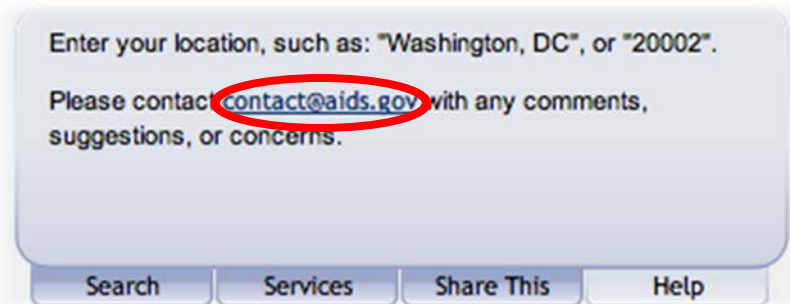 Enter your location, such as: "Washington, DC", or "20002".
Please contact contact@aids.gov with any comments,
suggestions, or concerns.
Search Services Share This Help